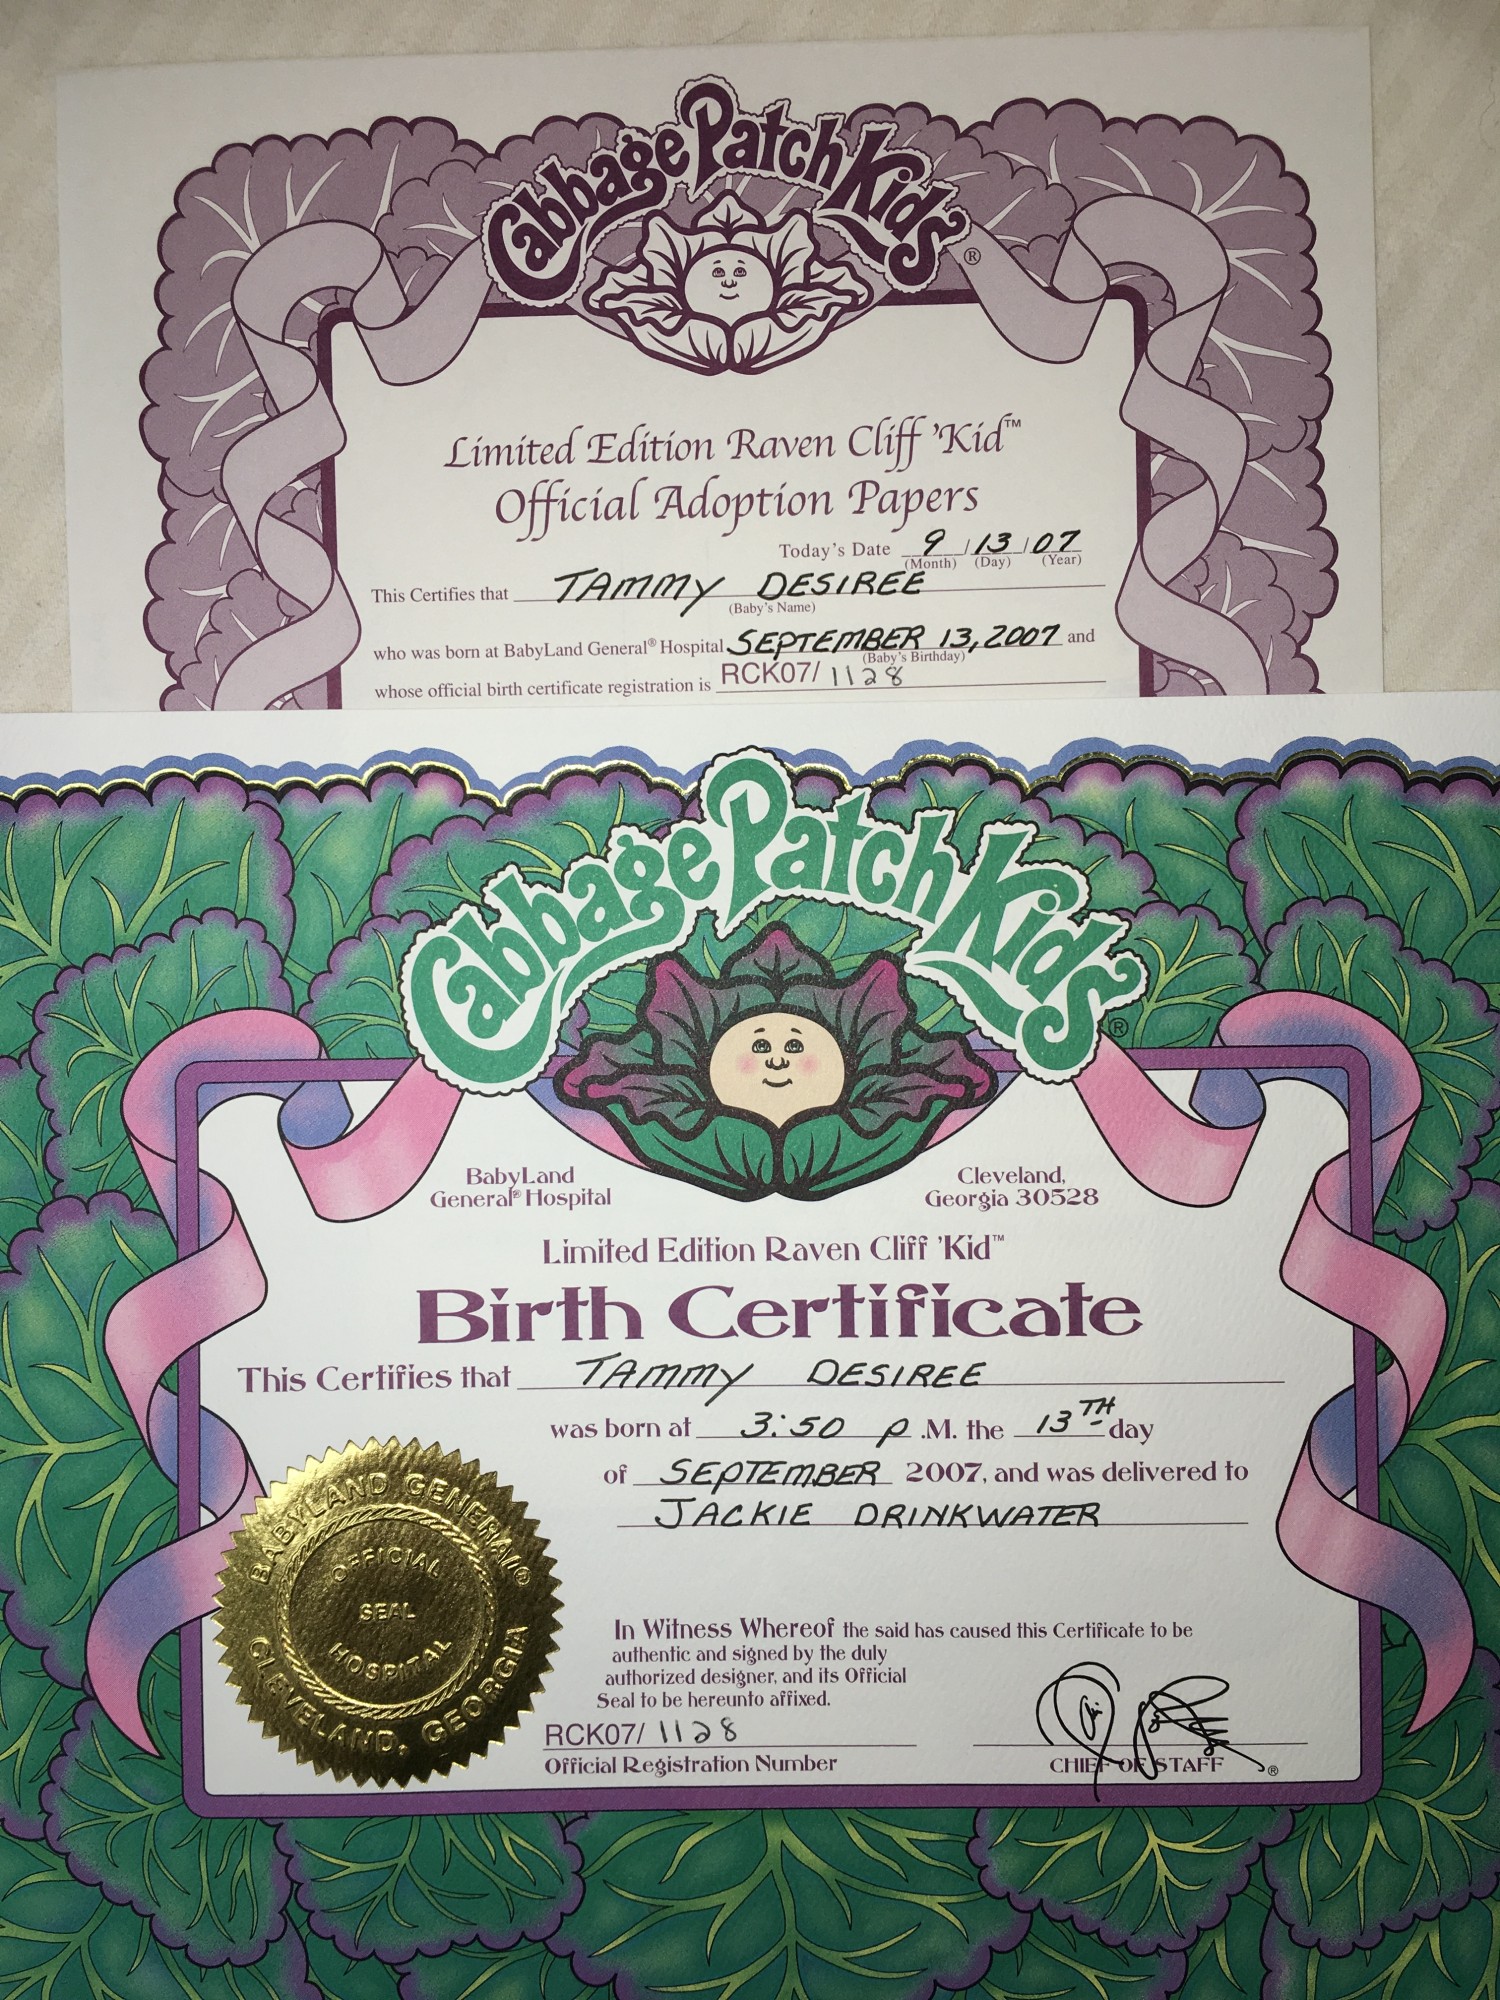 Cabbage Patch Kids®
Limited Edition Raven Cliff 'Kid™
Official Adoption Papers
Today's Date 9 / 13 / 07
(Month) (Day) (Year)
This Certifies that TAMMY DESIREE
(Baby's Name)
who was born at BabyLand General® Hospital SEPTEMBER 13, 2007 and
(Baby's Birthday)
whose official birth certificate registration is RCK07/ 1128
Cabbage Patch Kids®
BabyLand
General® Hospital
Cleveland,
Georgia 30528
Limited Edition Raven Cliff 'Kid™
Birth Certificate
This Certifies that TAMMY DESIREE
was born at 3:50 P .M. the 13TH day
of SEPTEMBER 2007, and was delivered to
JACKIE DRINKWATER
BABYLAND GENERAL®
OFFICIAL
SEAL
HOSPITAL
CLEVELAND, GEORGIA
In Witness Whereof the said has caused this Certificate to be
authentic and signed by the duly
authorized designer, and its Official
Seal to be hereunto affixed.
RCK07/ 1128
Official Registration Number
CHIEF OF STAFF ®